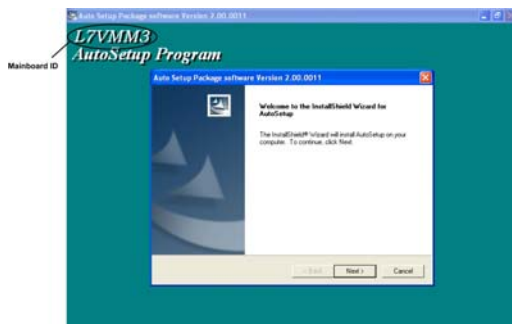 Auto Setup Package software Version 2.00.0011
L7VMM3
Mainboard ID
AutoSetup Program
Auto Setup Package software Version 2.00.0011
Welcome to the InstallShield Wizard for
AutoSetup
The InstallShield® Wizard will install AutoSetup on your
computer. To continue, click Next.
< Back
Next >
Cancel